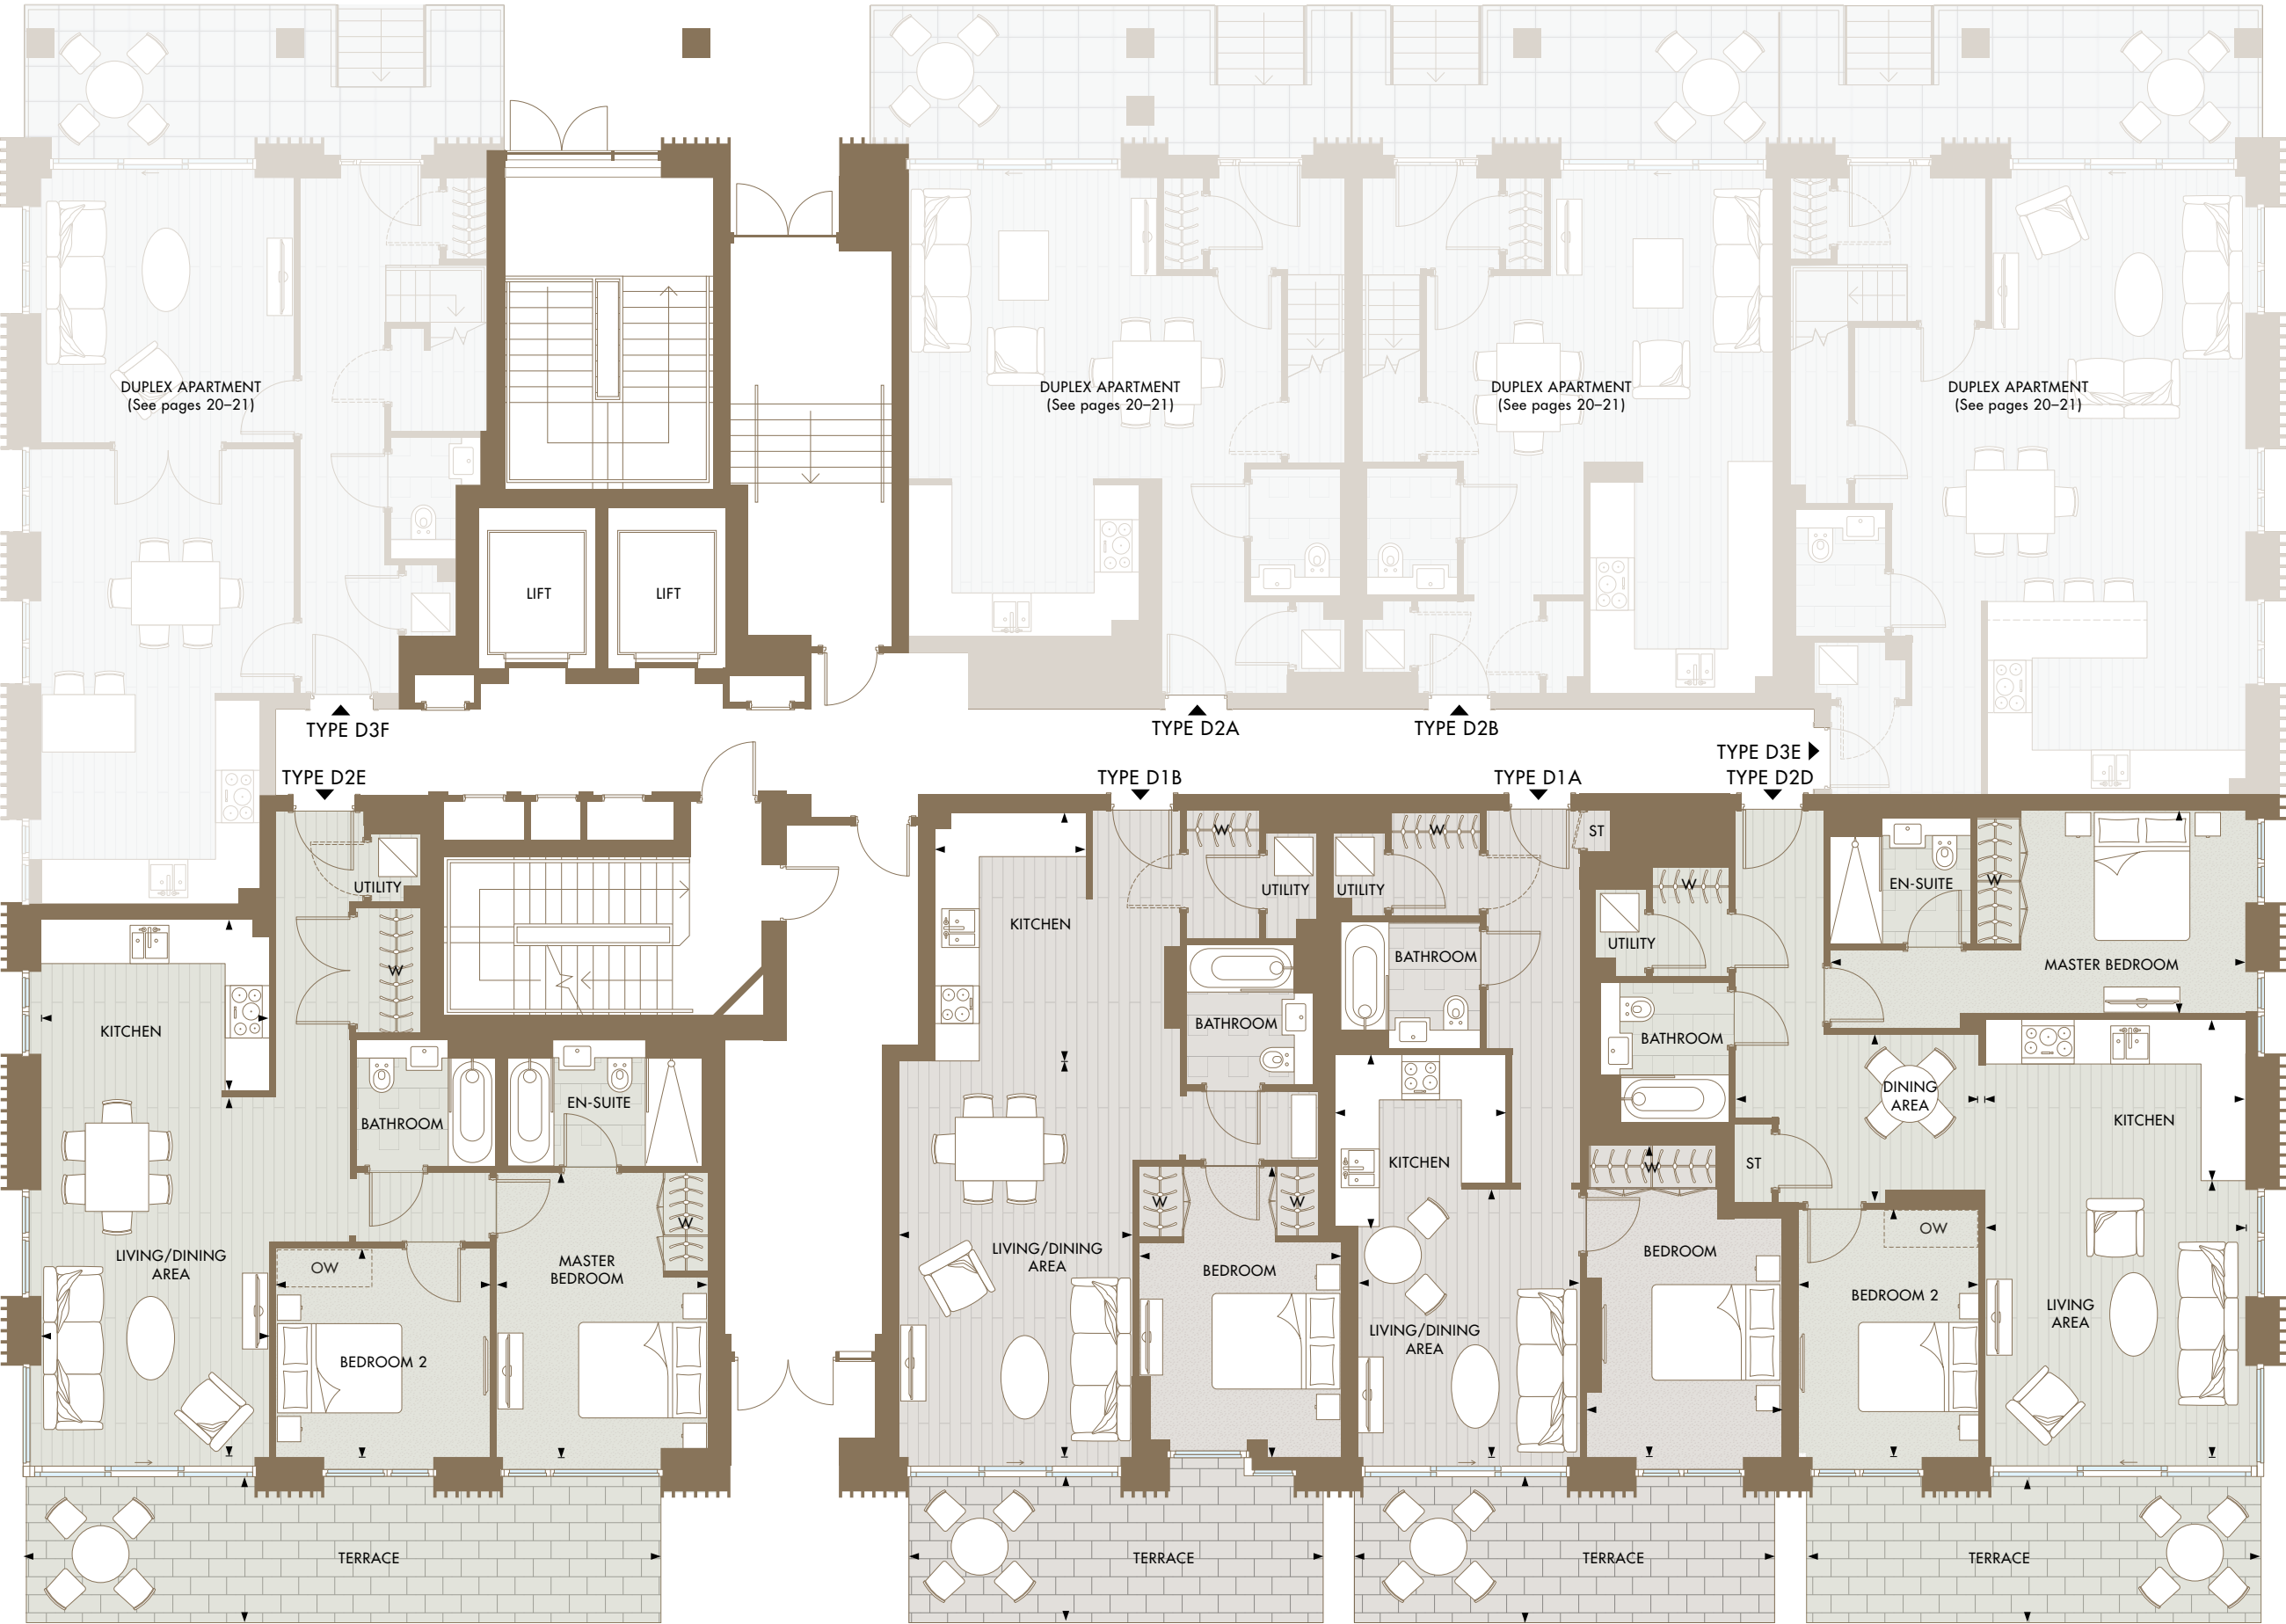 DUPLEX APARTMENT
(See pages 20–21)
DUPLEX APARTMENT
(See pages 20–21)
DUPLEX APARTMENT
(See pages 20–21)
DUPLEX APARTMENT
(See pages 20–21)
LIFT
LIFT
TYPE D3F
TYPE D2A
TYPE D2B
TYPE D3E
TYPE D2E
TYPE D1B
TYPE D1A
TYPE D2D
UTILITY
W
KITCHEN
BATHROOM
EN-SUITE
W
LIVING/DINING
AREA
OW
MASTER
BEDROOM
BEDROOM 2
TERRACE
W
UTILITY
KITCHEN
BATHROOM
W
W
LIVING/DINING
AREA
BEDROOM
TERRACE
W
ST
UTILITY
BATHROOM
KITCHEN
W
BEDROOM
LIVING/DINING
AREA
TERRACE
W
UTILITY
EN-SUITE
W
MASTER BEDROOM
BATHROOM
DINING
AREA
KITCHEN
ST
OW
BEDROOM 2
LIVING
AREA
TERRACE